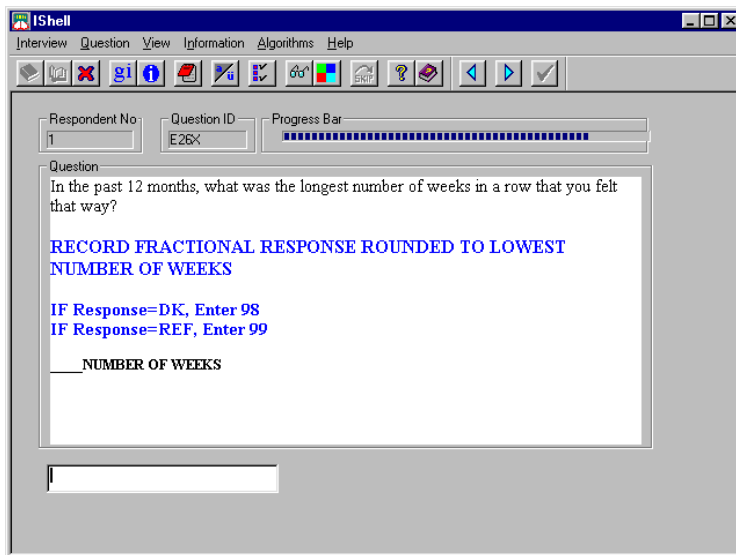 IShell
Interview Question View Information Algorithms Help
gi i a/ü SKIP ?
Respondent No Question ID Progress Bar
1 E26X
Question
In the past 12 months, what was the longest number of weeks in a row that you felt
that way?
RECORD FRACTIONAL RESPONSE ROUNDED TO LOWEST
NUMBER OF WEEKS
IF Response=DK, Enter 98
IF Response=REF, Enter 99
____NUMBER OF WEEKS